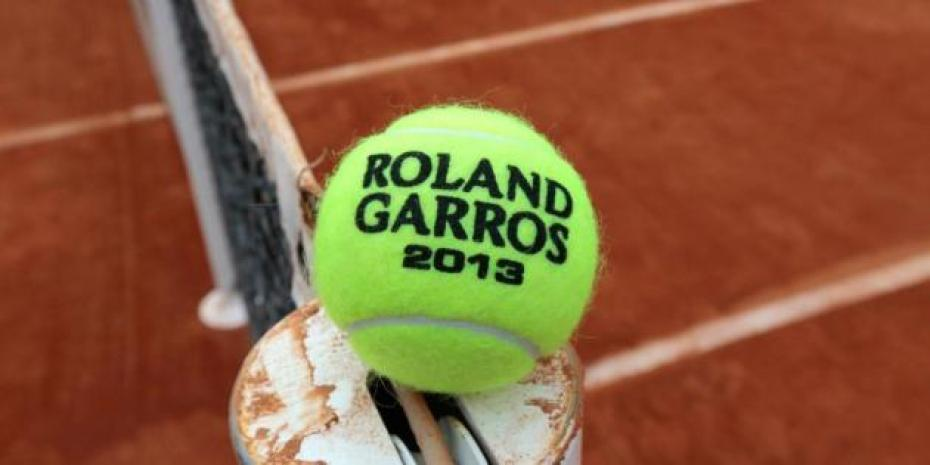 ROLAND
GARROS
2013